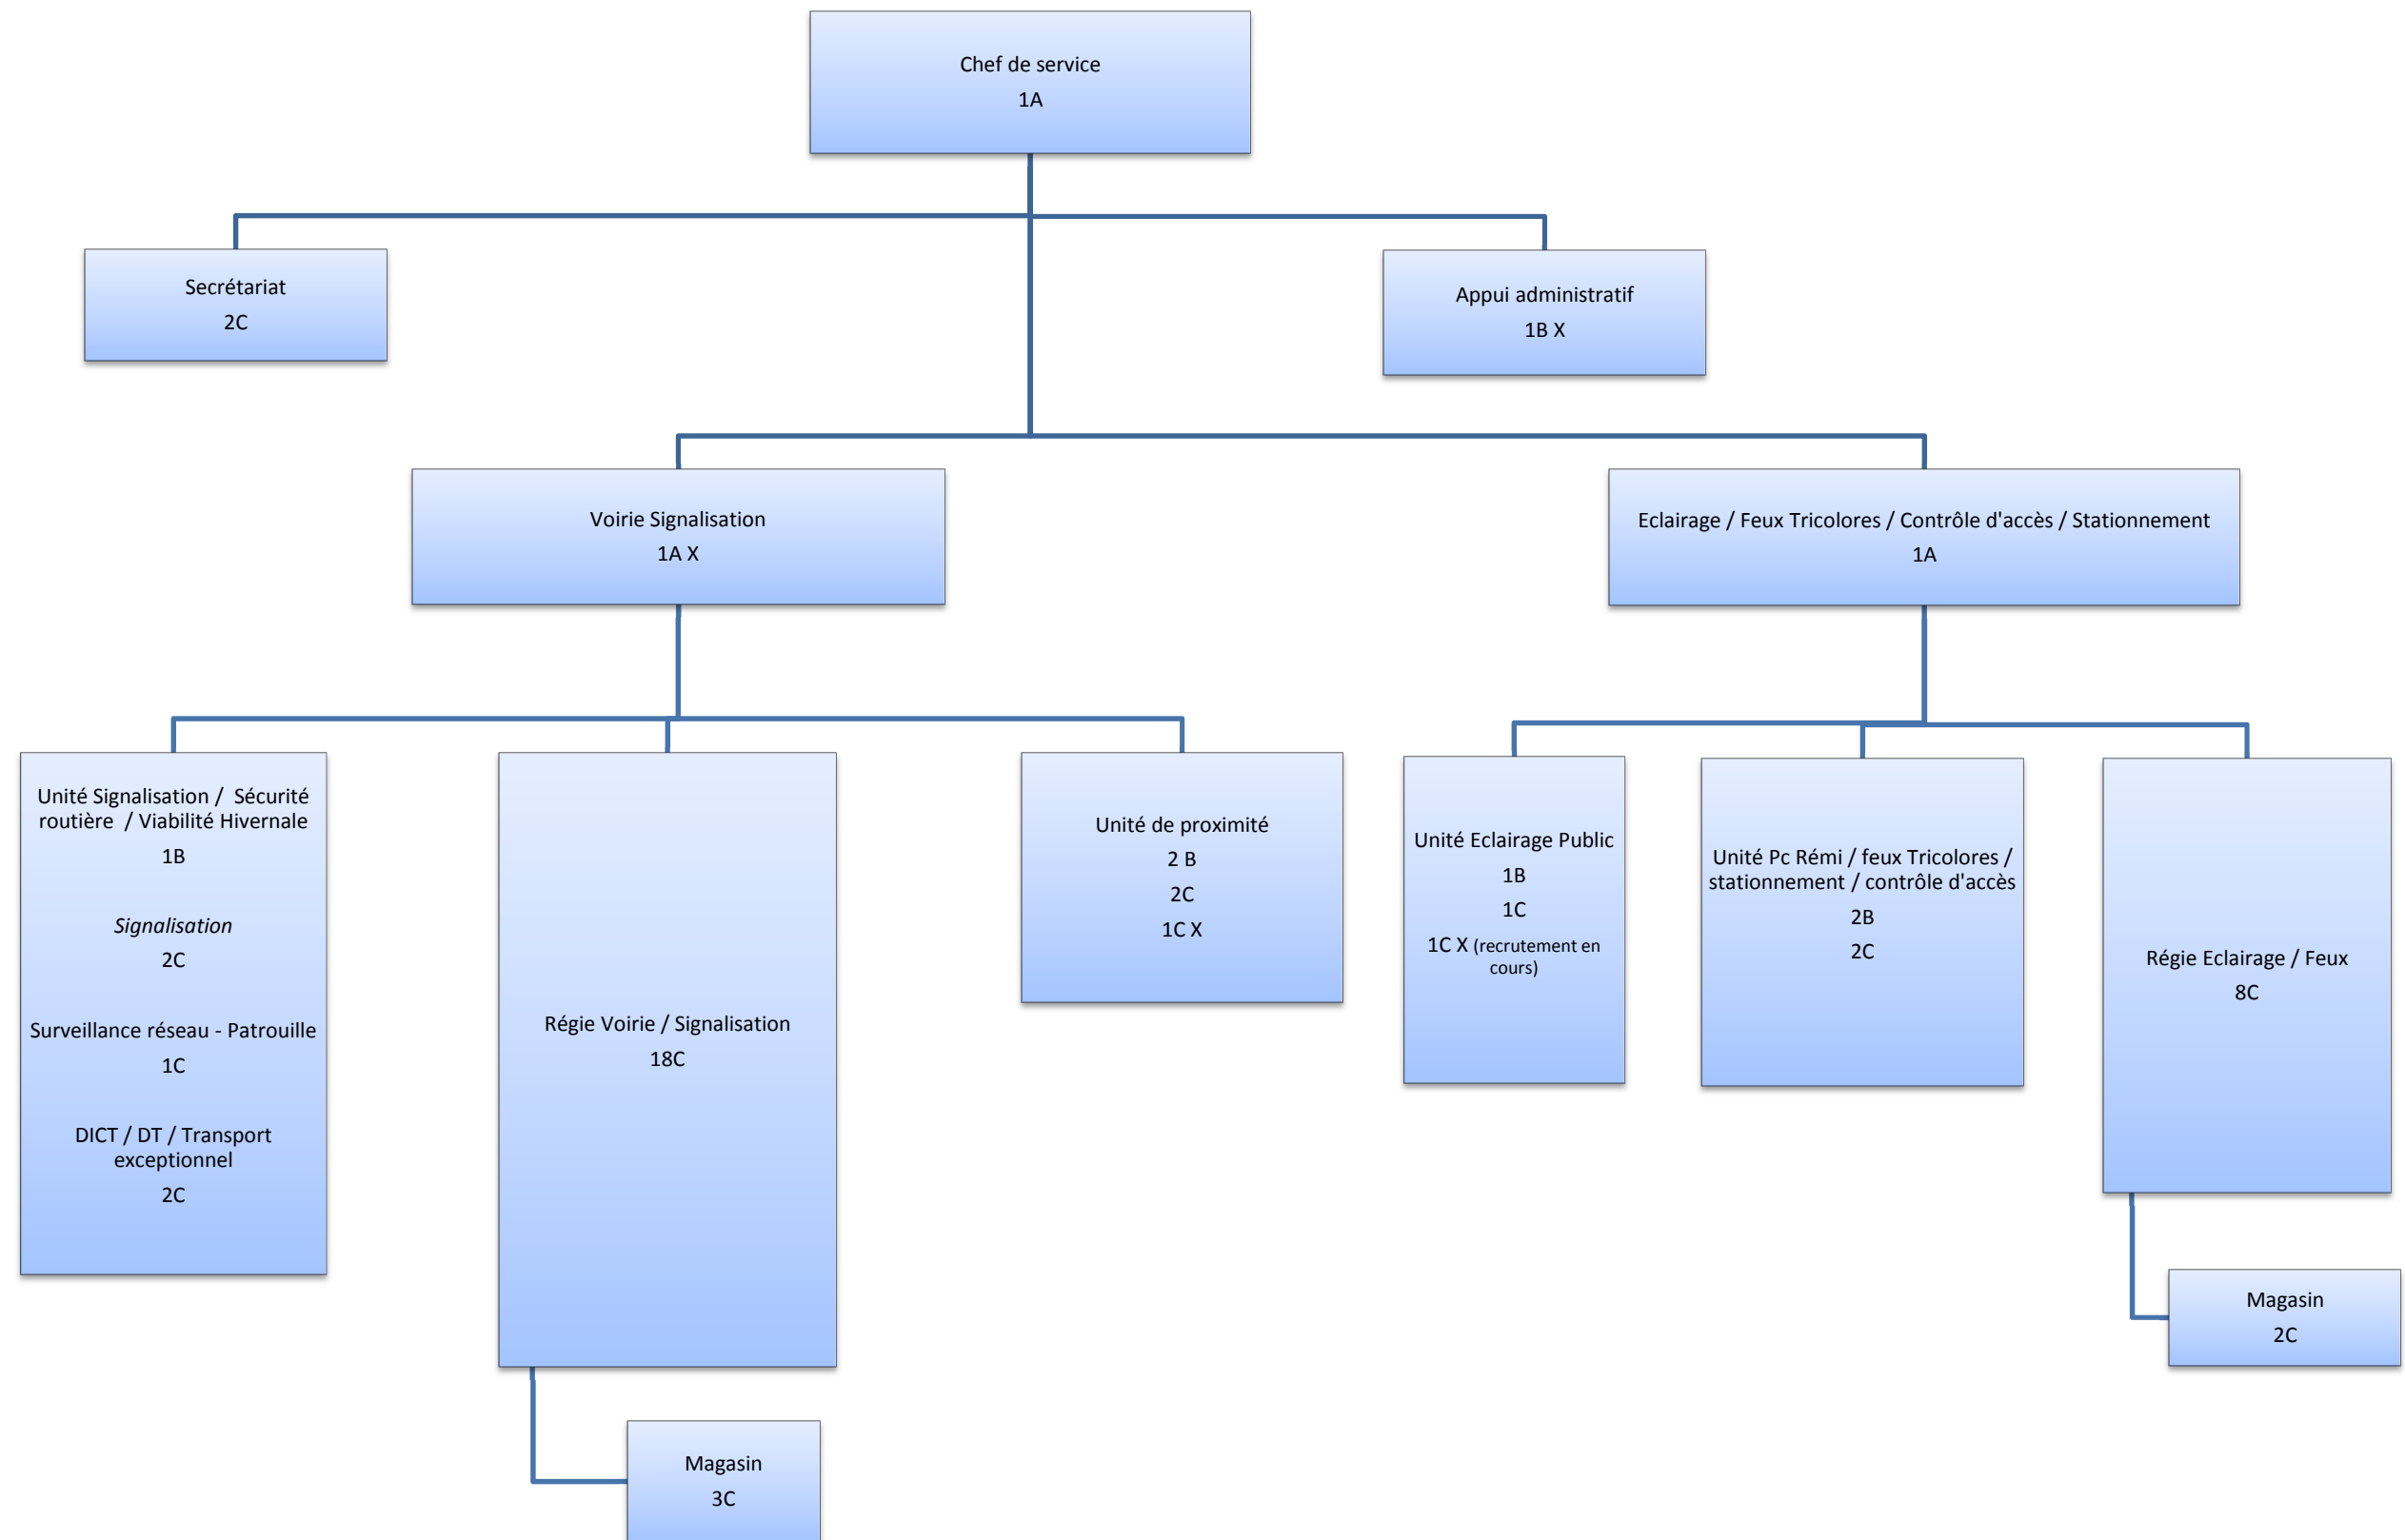 Chef de service
1A
Secrétariat
2C
Appui administratif
1B X
Voirie Signalisation
1A X
Eclairage / Feux Tricolores / Contrôle d'accès / Stationnement
1A
Unité Signalisation / Sécurité
routière / Viabilité Hivernale
1B
Signalisation
2C
Surveillance réseau - Patrouille
1C
DICT / DT / Transport
exceptionnel
2C
Régie Voirie / Signalisation
18C
Magasin
3C
Unité de proximité
2 B
2C
1C X
Unité Eclairage Public
1B
1C
1C X (recrutement en
cours)
Unité Pc Rémi / feux Tricolores /
stationnement / contrôle d'accès
2B
2C
Régie Eclairage / Feux
8C
Magasin
2C